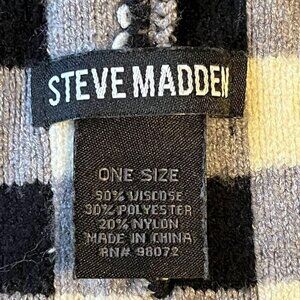 STEVE MADDEN
ONE SIZE
50% VISCOSE
30% POLYESTER
20% NYLON
MADE IN CHINA
RN# 98072